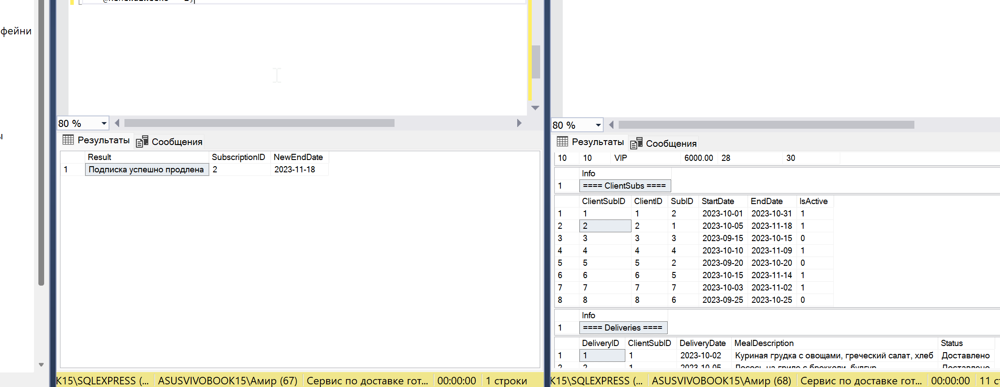 фейни
ы
80 %
Результаты Сообщения
Result SubscriptionID NewEndDate
1 Подписка успешно продлена 2 2023-11-18
K15\SQLEXPRESS (... ASUSVIVOBOOK15\Амир (67) Сервис по доставке гот... 00:00:00 1 строки
80 %
Результаты Сообщения
10 10 VIP 6000.00 28 30
Info
1 ==== ClientSubs ====
ClientSubID ClientID SubID StartDate EndDate IsActive
1 1 1 2 2023-10-01 2023-10-31 1
2 2 2 1 2023-10-05 2023-11-18 1
3 3 3 3 2023-09-15 2023-10-15 0
4 4 4 4 2023-10-10 2023-11-09 1
5 5 5 2 2023-09-20 2023-10-20 0
6 6 6 5 2023-10-15 2023-11-14 1
7 7 7 7 2023-10-03 2023-11-02 1
8 8 8 6 2023-09-25 2023-10-25 0
Info
1 ==== Deliveries ====
DeliveryID ClientSubID DeliveryDate MealDescription Status
1 1 1 2023-10-02 Куриная грудка с овощами, греческий салат, хлеб Доставлено
2 2 1 2023-10-05 Лосось на гриле с брокколи, булгур Доставлено
K15\SQLEXPRESS (... ASUSVIVOBOOK15\Амир (68) Сервис по доставке гот... 00:00:00 11 ст